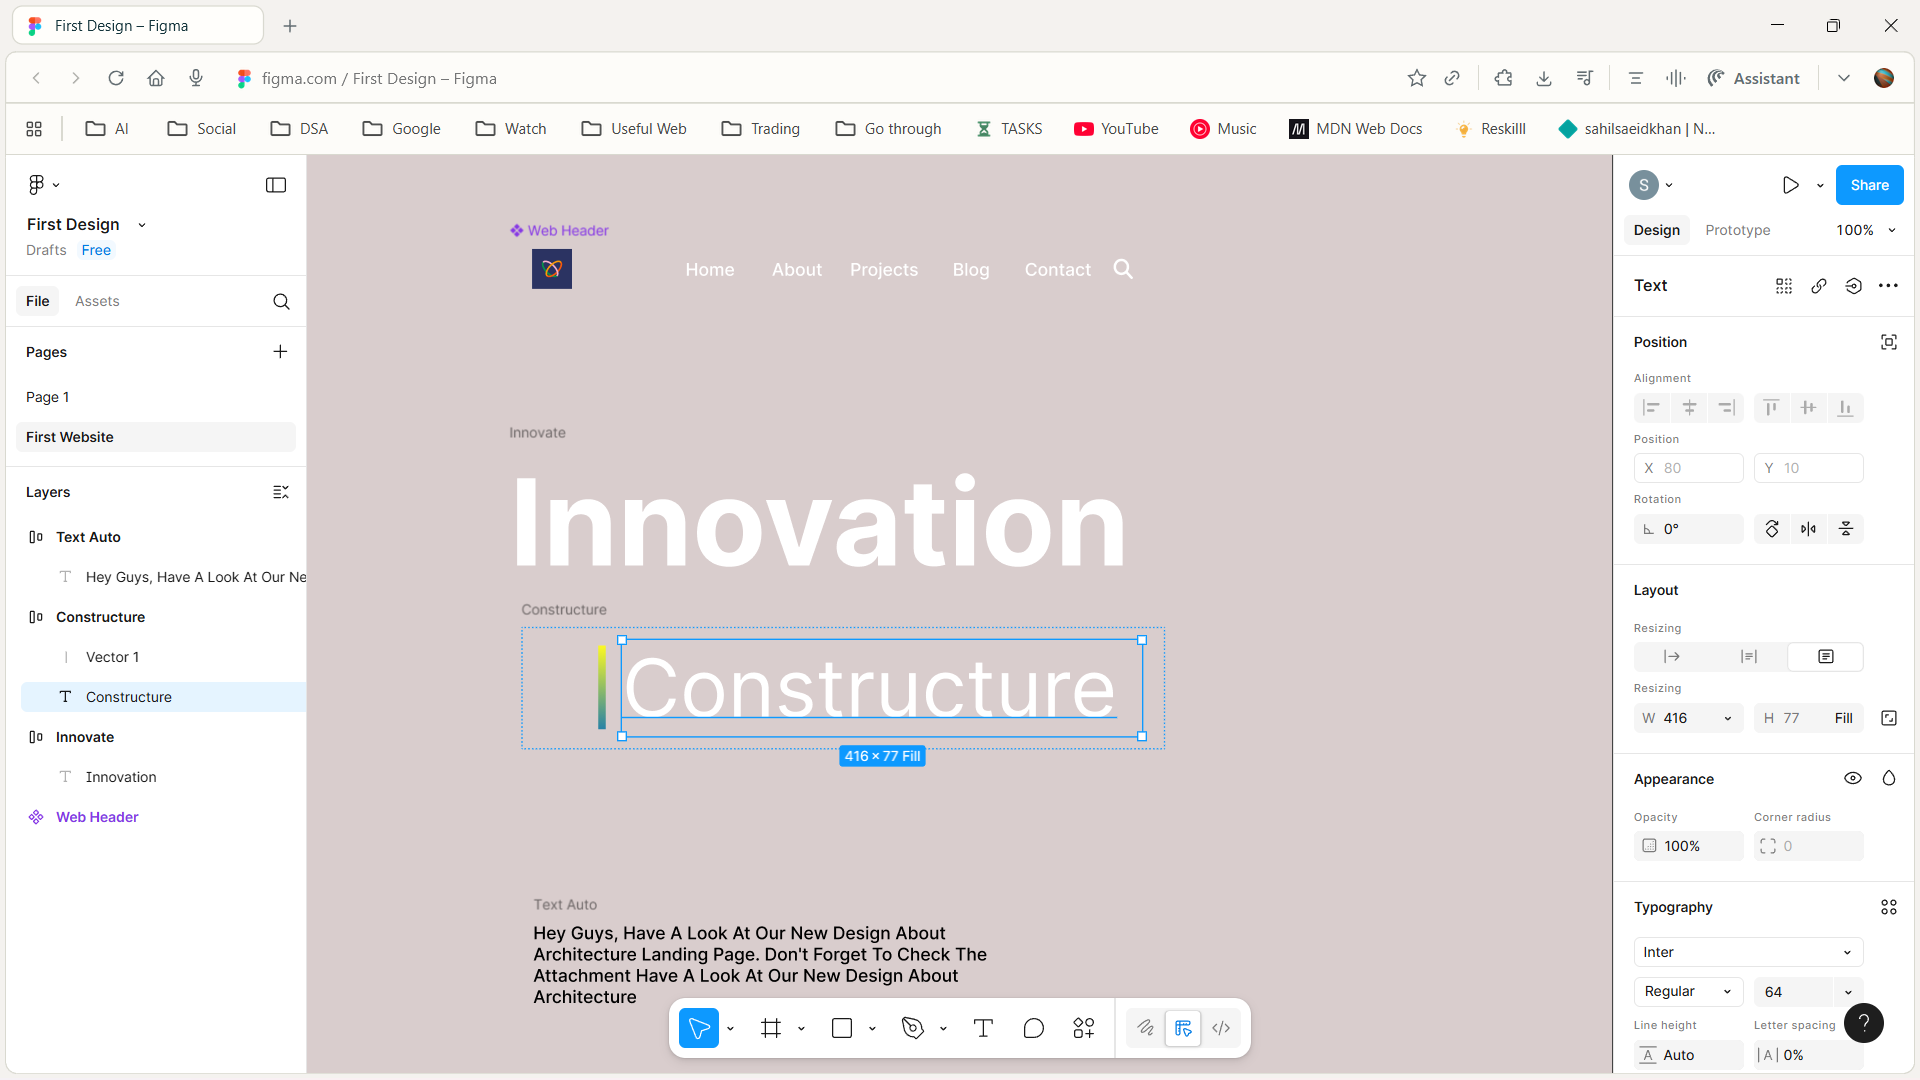 First Design – Figma
figma.com / First Design – Figma
Assistant
AI
Social
DSA
Google
Watch
Useful Web
Trading
Go through
TASKS
YouTube
Music
MDN Web Docs
Reskilll
sahilsaeidkhan | N...
First Design
Drafts
Free
File
Assets
Pages
Page 1
First Website
Layers
Text Auto
Hey Guys, Have A Look At Our Ne
Constructure
Vector 1
Constructure
Innovate
Innovation
Web Header
Web Header
Home
About
Projects
Blog
Contact
Innovate
Innovation
Constructure
Constructure
416 × 77 Fill
Text Auto
Hey Guys, Have A Look At Our New Design About
Architecture Landing Page. Don't Forget To Check The
Attachment Have A Look At Our New Design About
Architecture
S
Share
Design
Prototype
100%
Text
Position
Alignment
Position
X 80
Y 10
Rotation
0°
Layout
Resizing
Resizing
W 416
H 77 Fill
Appearance
Opacity
Corner radius
100%
0
Typography
Inter
Regular
64
Line height
Letter spacing
Auto
|A| 0%
?